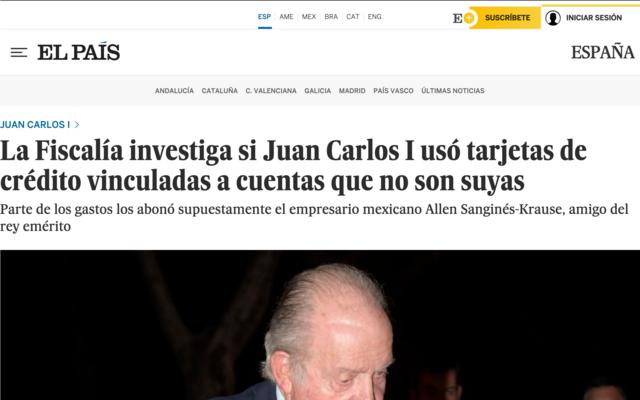 ESP AME MEX BRA CAT ENG
E+ SUSCRÍBETE INICIAR SESIÓN
EL PAÍS ESPAÑA
ANDALUCÍA CATALUÑA C. VALENCIANA GALICIA MADRID PAÍS VASCO ÚLTIMAS NOTICIAS
JUAN CARLOS I >
La Fiscalía investiga si Juan Carlos I usó tarjetas de
crédito vinculadas a cuentas que no son suyas
Parte de los gastos los abonó supuestamente el empresario mexicano Allen Sanginés-Krause, amigo del
rey emérito